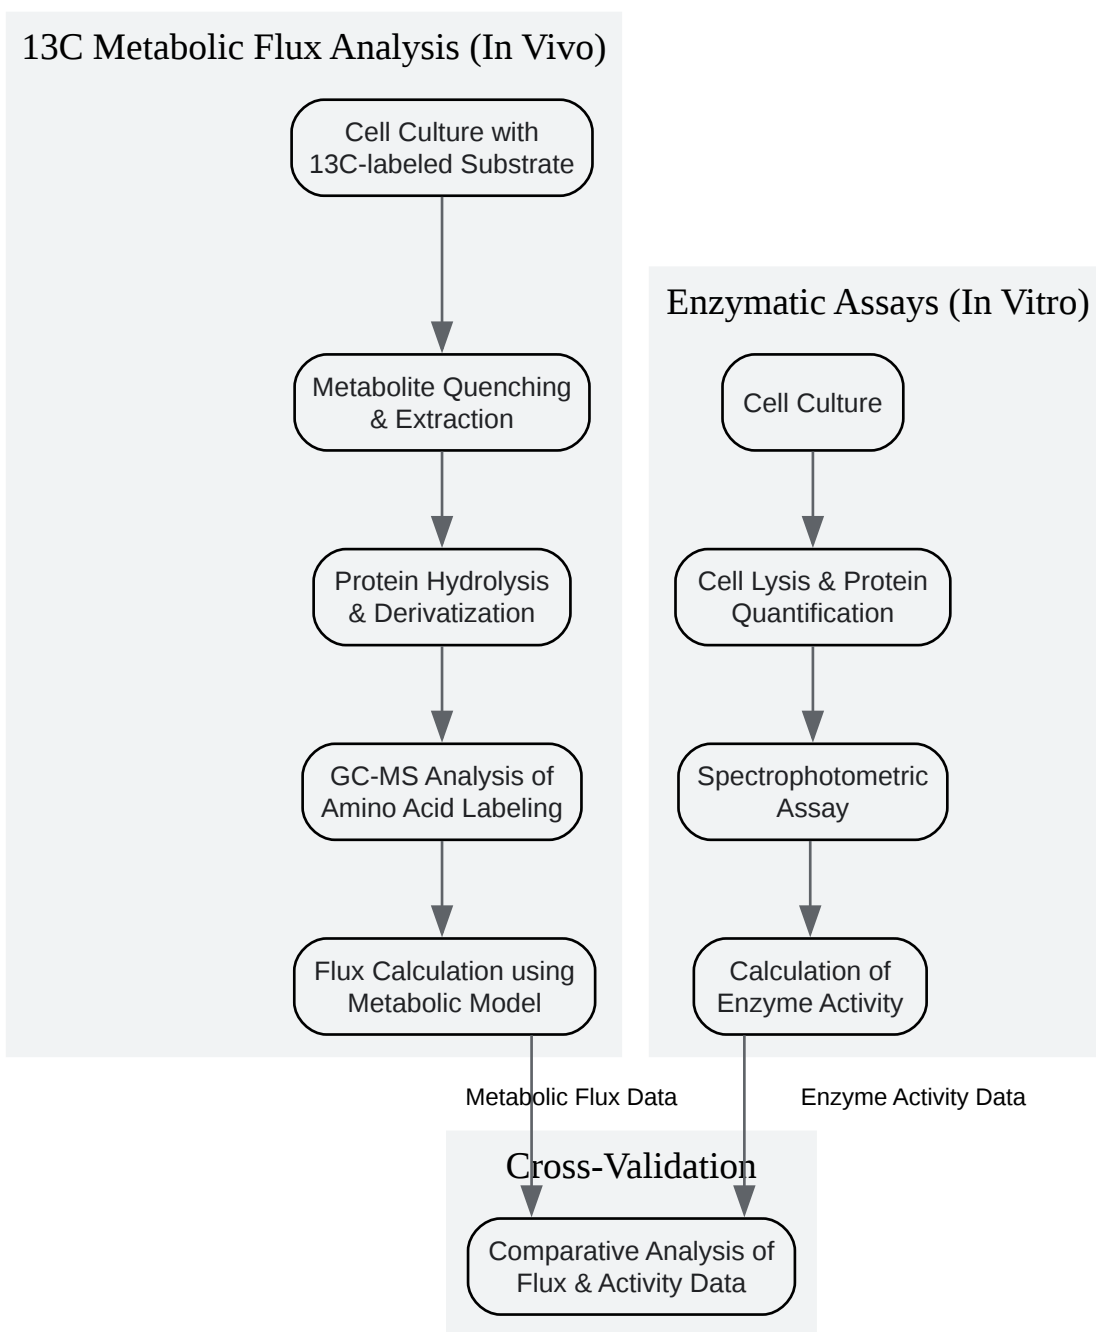 13C Metabolic Flux Analysis (In Vivo)
Cell Culture with
13C-labeled Substrate
Metabolite Quenching
& Extraction
Protein Hydrolysis
& Derivatization
GC-MS Analysis of
Amino Acid Labeling
Flux Calculation using
Metabolic Model
Enzymatic Assays (In Vitro)
Cell Culture
Cell Lysis & Protein
Quantification
Spectrophotometric
Assay
Calculation of
Enzyme Activity
Metabolic Flux Data
Enzyme Activity Data
Cross-Validation
Comparative Analysis of
Flux & Activity Data